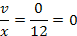 v/x = 0/12 = 0